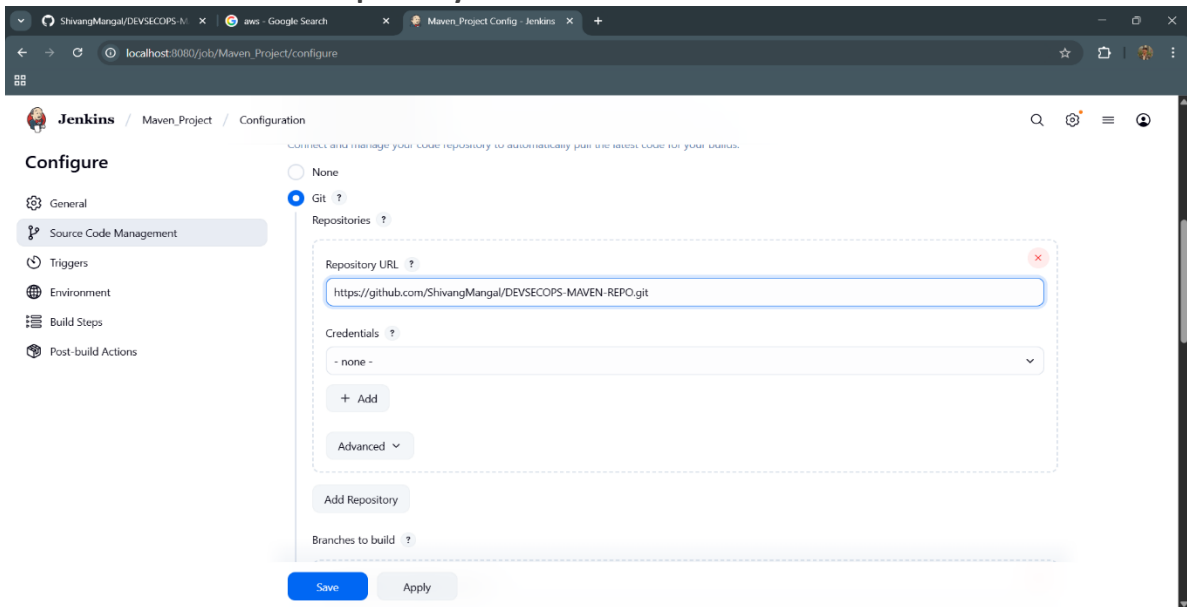 ShivangMangal/DEVSECOPS-M
aws - Google Search
Maven_Project Config - Jenkins
localhost:8080/job/Maven_Project/configure
Jenkins / Maven_Project / Configuration
Configure
General
Source Code Management
Triggers
Environment
Build Steps
Post-build Actions
Connect and manage your code repository to automatically pull the latest code for your builds.
None
Git ?
Repositories ?
Repository URL ?
https://github.com/ShivangMangal/DEVSECOPS-MAVEN-REPO.git
Credentials ?
- none -
+ Add
Advanced
Add Repository
Branches to build ?
Save Apply